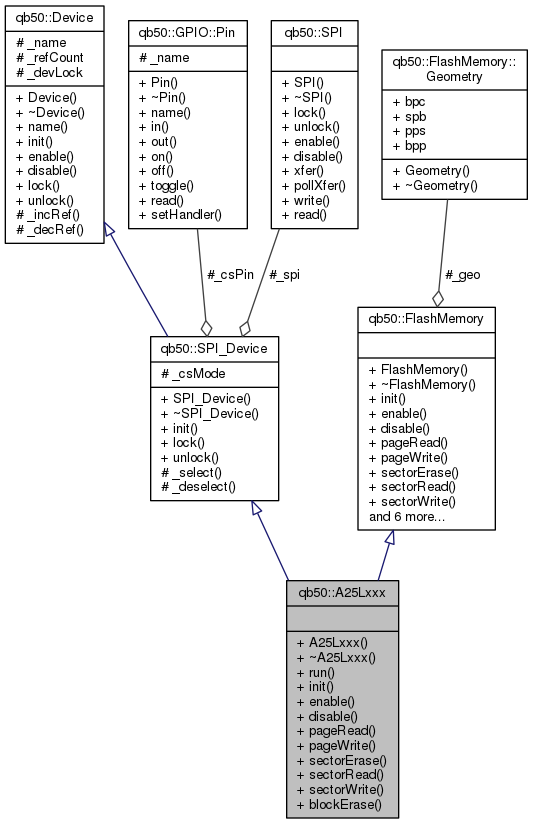 qb50::Device
# _name
# _refCount
# _devLock
+ Device()
+ ~Device()
+ name()
+ init()
+ enable()
+ disable()
+ lock()
+ unlock()
# _incRef()
# _decRef()
qb50::GPIO::Pin
# _name
+ Pin()
+ ~Pin()
+ name()
+ in()
+ out()
+ on()
+ off()
+ toggle()
+ read()
+ setHandler()
qb50::SPI
+ SPI()
+ ~SPI()
+ lock()
+ unlock()
+ enable()
+ disable()
+ xfer()
+ pollXfer()
+ write()
+ read()
qb50::FlashMemory::
Geometry
+ bpc
+ spb
+ pps
+ bpp
+ Geometry()
+ ~Geometry()
#_csPin
#_spi
#_geo
qb50::SPI_Device
# _csMode
+ SPI_Device()
+ ~SPI_Device()
+ init()
+ lock()
+ unlock()
# _select()
# _deselect()
qb50::FlashMemory
+ FlashMemory()
+ ~FlashMemory()
+ init()
+ enable()
+ disable()
+ pageRead()
+ pageWrite()
+ sectorErase()
+ sectorRead()
+ sectorWrite()
and 6 more...
qb50::A25Lxxx
+ A25Lxxx()
+ ~A25Lxxx()
+ run()
+ init()
+ enable()
+ disable()
+ pageRead()
+ pageWrite()
+ sectorErase()
+ sectorRead()
+ sectorWrite()
+ blockErase()